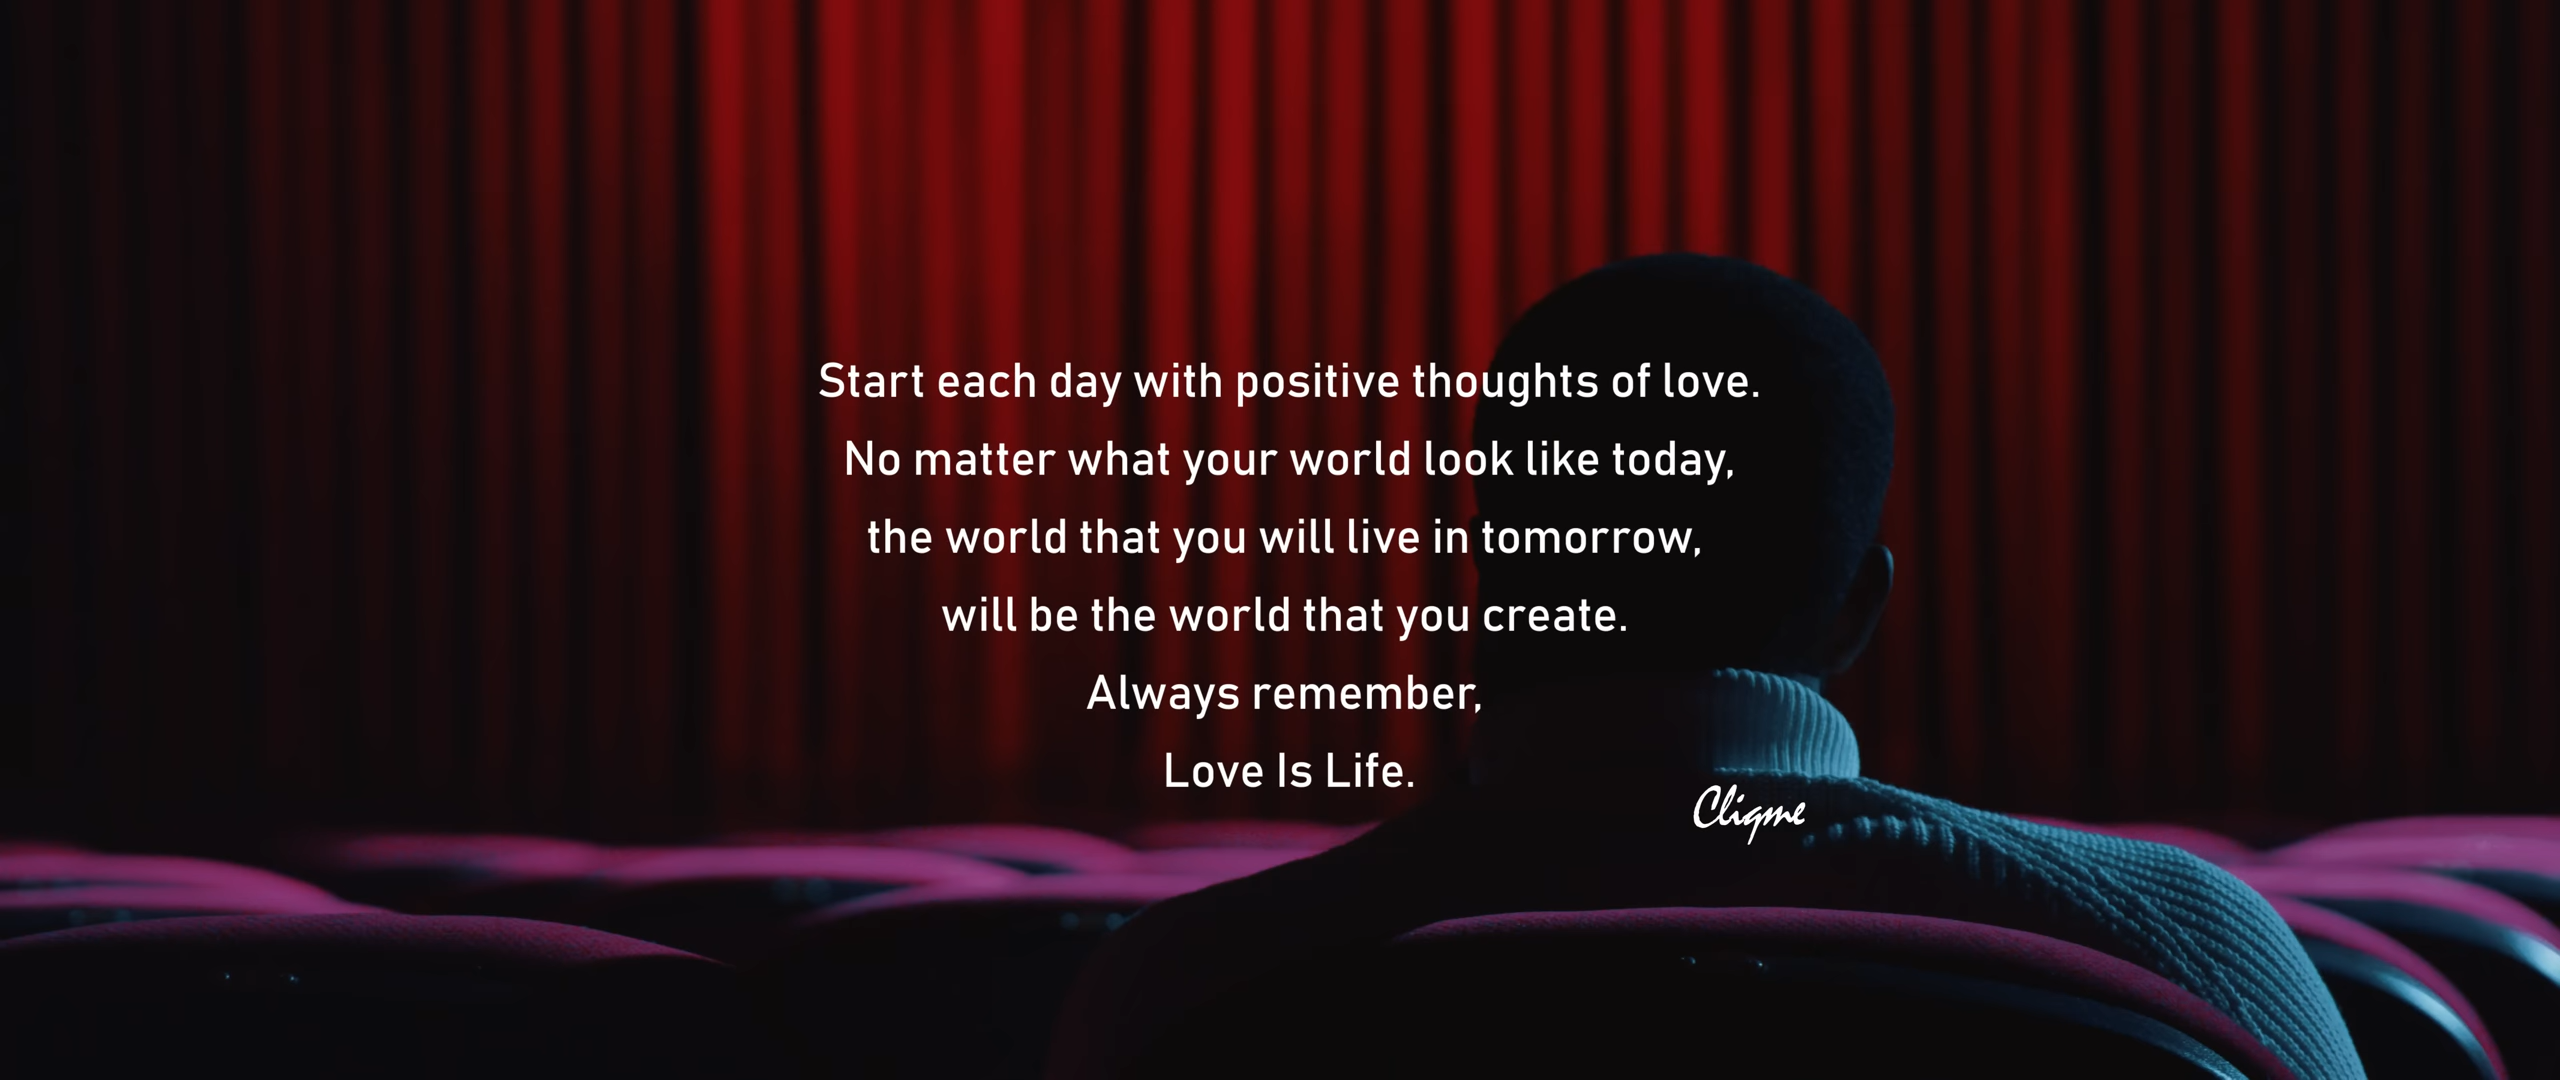 Start each day with positive thoughts of love.
No matter what your world look like today,
the world that you will live in tomorrow,
will be the world that you create.
Always remember,
Love Is Life.
Cliqme